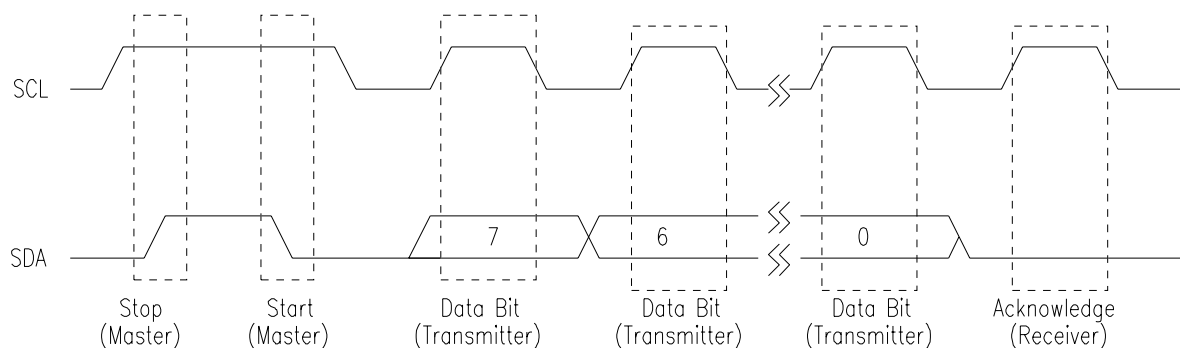 SCL
SDA
7
6
0
Stop
(Master)
Start
(Master)
Data Bit
(Transmitter)
Data Bit
(Transmitter)
Data Bit
(Transmitter)
Acknowledge
(Receiver)